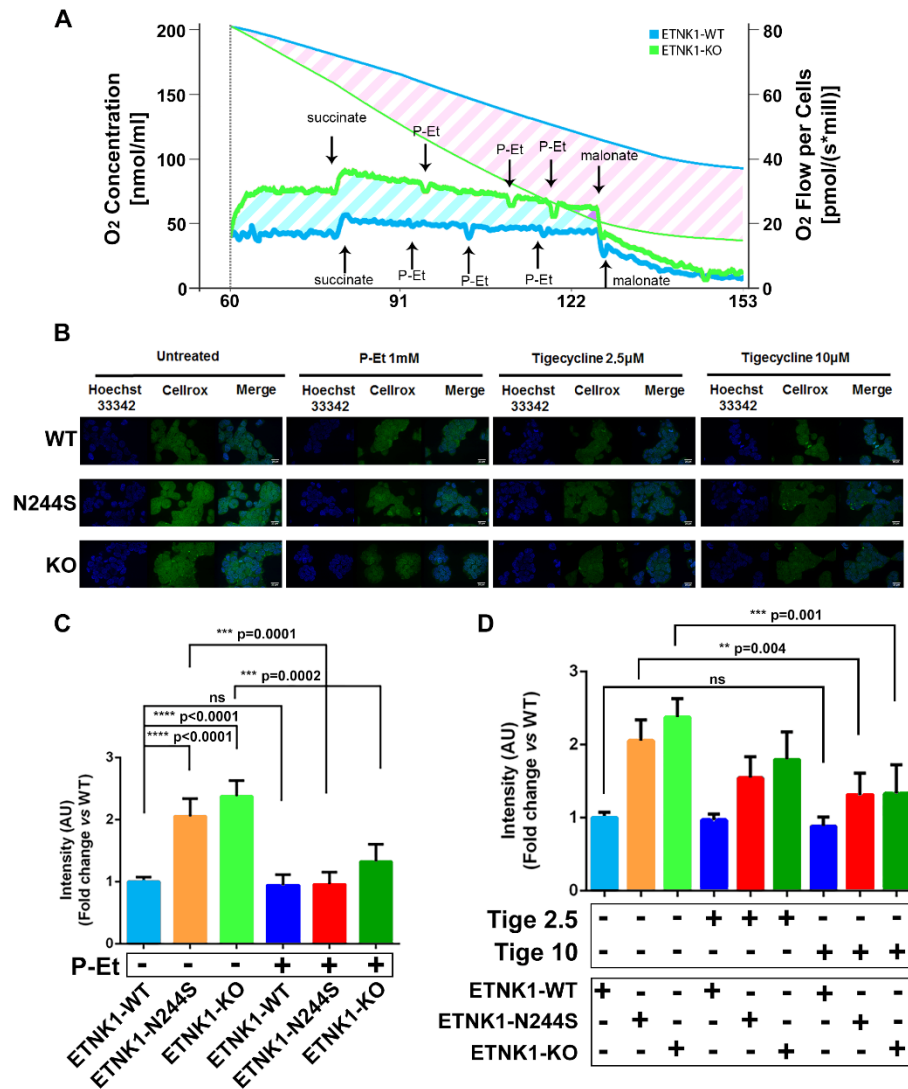 A
ETNK1-WT
ETNK1-KO
O2 Concentration
[nmol/ml]
200
150
100
50
0
80
60
40
20
0
O2 Flow per Cells
[pmol/(s*mill)]
succinate
P-Et
P-Et
P-Et
malonate
succinate
P-Et
P-Et
P-Et
malonate
60
91
122
153
B
Untreated
P-Et 1mM
Tigecycline 2,5µM
Tigecycline 10µM
Hoechst 33342 Cellrox Merge
Hoechst 33342 Cellrox Merge
Hoechst 33342 Cellrox Merge
Hoechst 33342 Cellrox Merge
WT
N244S
KO
C
*** p=0.0001
*** p=0.0002
ns
**** p<0.0001
**** p<0.0001
Intensity (AU)
(Fold change vs WT)
3
2
1
0
P-Et - - - + + +
ETNK1-WT
ETNK1-N244S
ETNK1-KO
ETNK1-WT
ETNK1-N244S
ETNK1-KO
D
*** p=0.001
** p=0.004
ns
Intensity (AU)
(Fold change vs WT)
3
2
1
0
Tige 2.5 - - - + + + - - -
Tige 10 - - - - - - + + +
ETNK1-WT + - - + - - + - -
ETNK1-N244S - + - - + - - + -
ETNK1-KO - - + - - + - - +